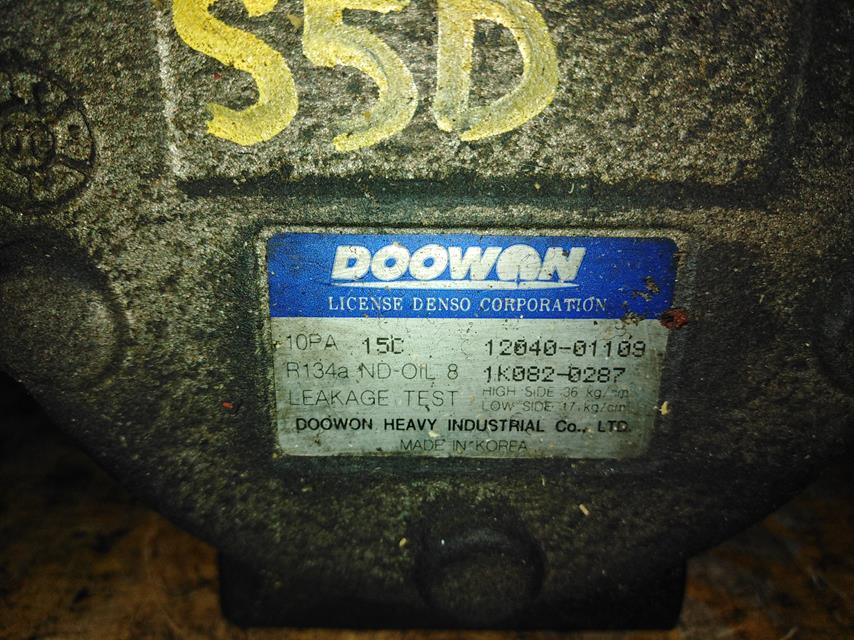 S5D
DOOWON
LICENSE DENSO CORPORATION
10PA 15C 12040-01109
R134a ND-OIL 8 1K082-0287
LEAKAGE TEST HIGH SIDE 36 kg/cm
LOW SIDE 17 kg/cm
DOOWON HEAVY INDUSTRIAL Co., LTD.
MADE IN KOREA